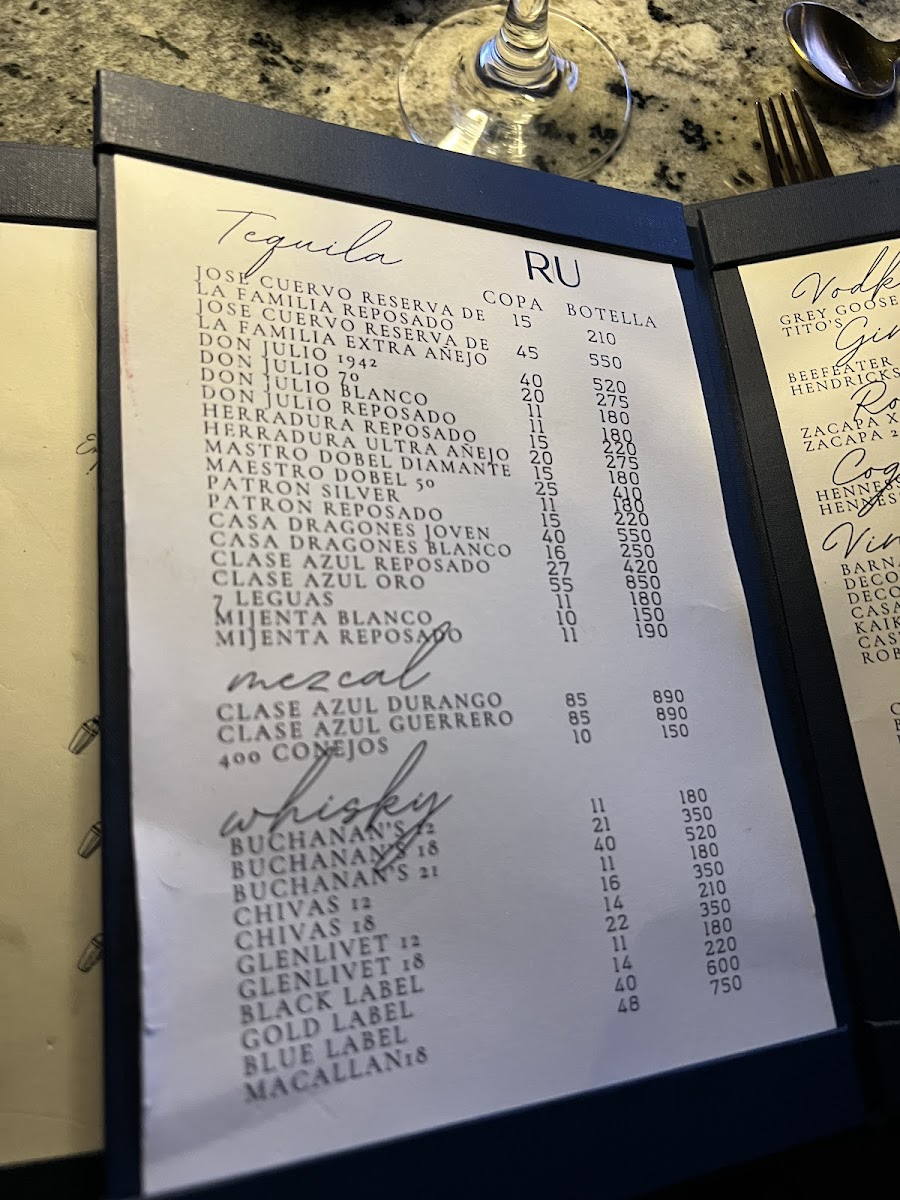 Tequila
RU
COPA BOTELLA
JOSE CUERVO RESERVA DE
LA FAMILIA REPOSADO 15 210
JOSE CUERVO RESERVA DE
LA FAMILIA EXTRA AÑEJO 45 550
DON JULIO 1942 40 520
DON JULIO 70 20 275
DON JULIO BLANCO 11 180
DON JULIO REPOSADO 11 180
HERRADURA REPOSADO 15 220
HERRADURA ULTRA AÑEJO 20 275
MASTRO DOBEL DIAMANTE 15 180
MAESTRO DOBEL 50 25 410
PATRON SILVER 11 180
PATRON REPOSADO 15 220
CASA DRAGONES JOVEN 40 550
CASA DRAGONES BLANCO 16 250
CLASE AZUL REPOSADO 27 420
CLASE AZUL ORO 55 850
7 LEGUAS 11 180
MIJENTA BLANCO 10 150
MIJENTA REPOSADO 11 190
mezcal
CLASE AZUL DURANGO 85 890
CLASE AZUL GUERRERO 85 890
400 CONEJOS 10 150
whisky
BUCHANAN'S 12 11 180
BUCHANAN'S 18 21 350
BUCHANAN'S 21 40 520
CHIVAS 12 11 180
CHIVAS 18 16 350
GLENLIVET 12 14 210
GLENLIVET 18 22 350
BLACK LABEL 11 180
GOLD LABEL 14 220
BLUE LABEL 40 600
MACALLAN18 48 750
Vodk
GREY GOOSE
TITO'S
Gin
BEEFEATER
HENDRICKS
Ro
ZACAPA X
ZACAPA 2
Cog
HENNES
HENNES
Vin
BARNA
DECO
DECO
CASA
KAIK
CAS
ROB